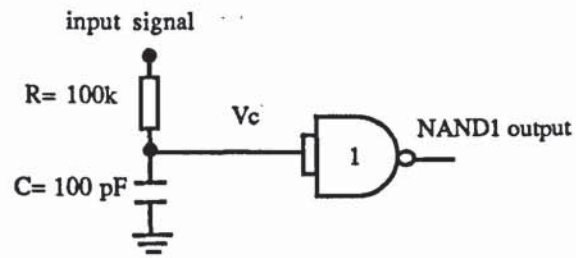 input signal
R= 100k
Vc
NAND1 output
1
C= 100 pF